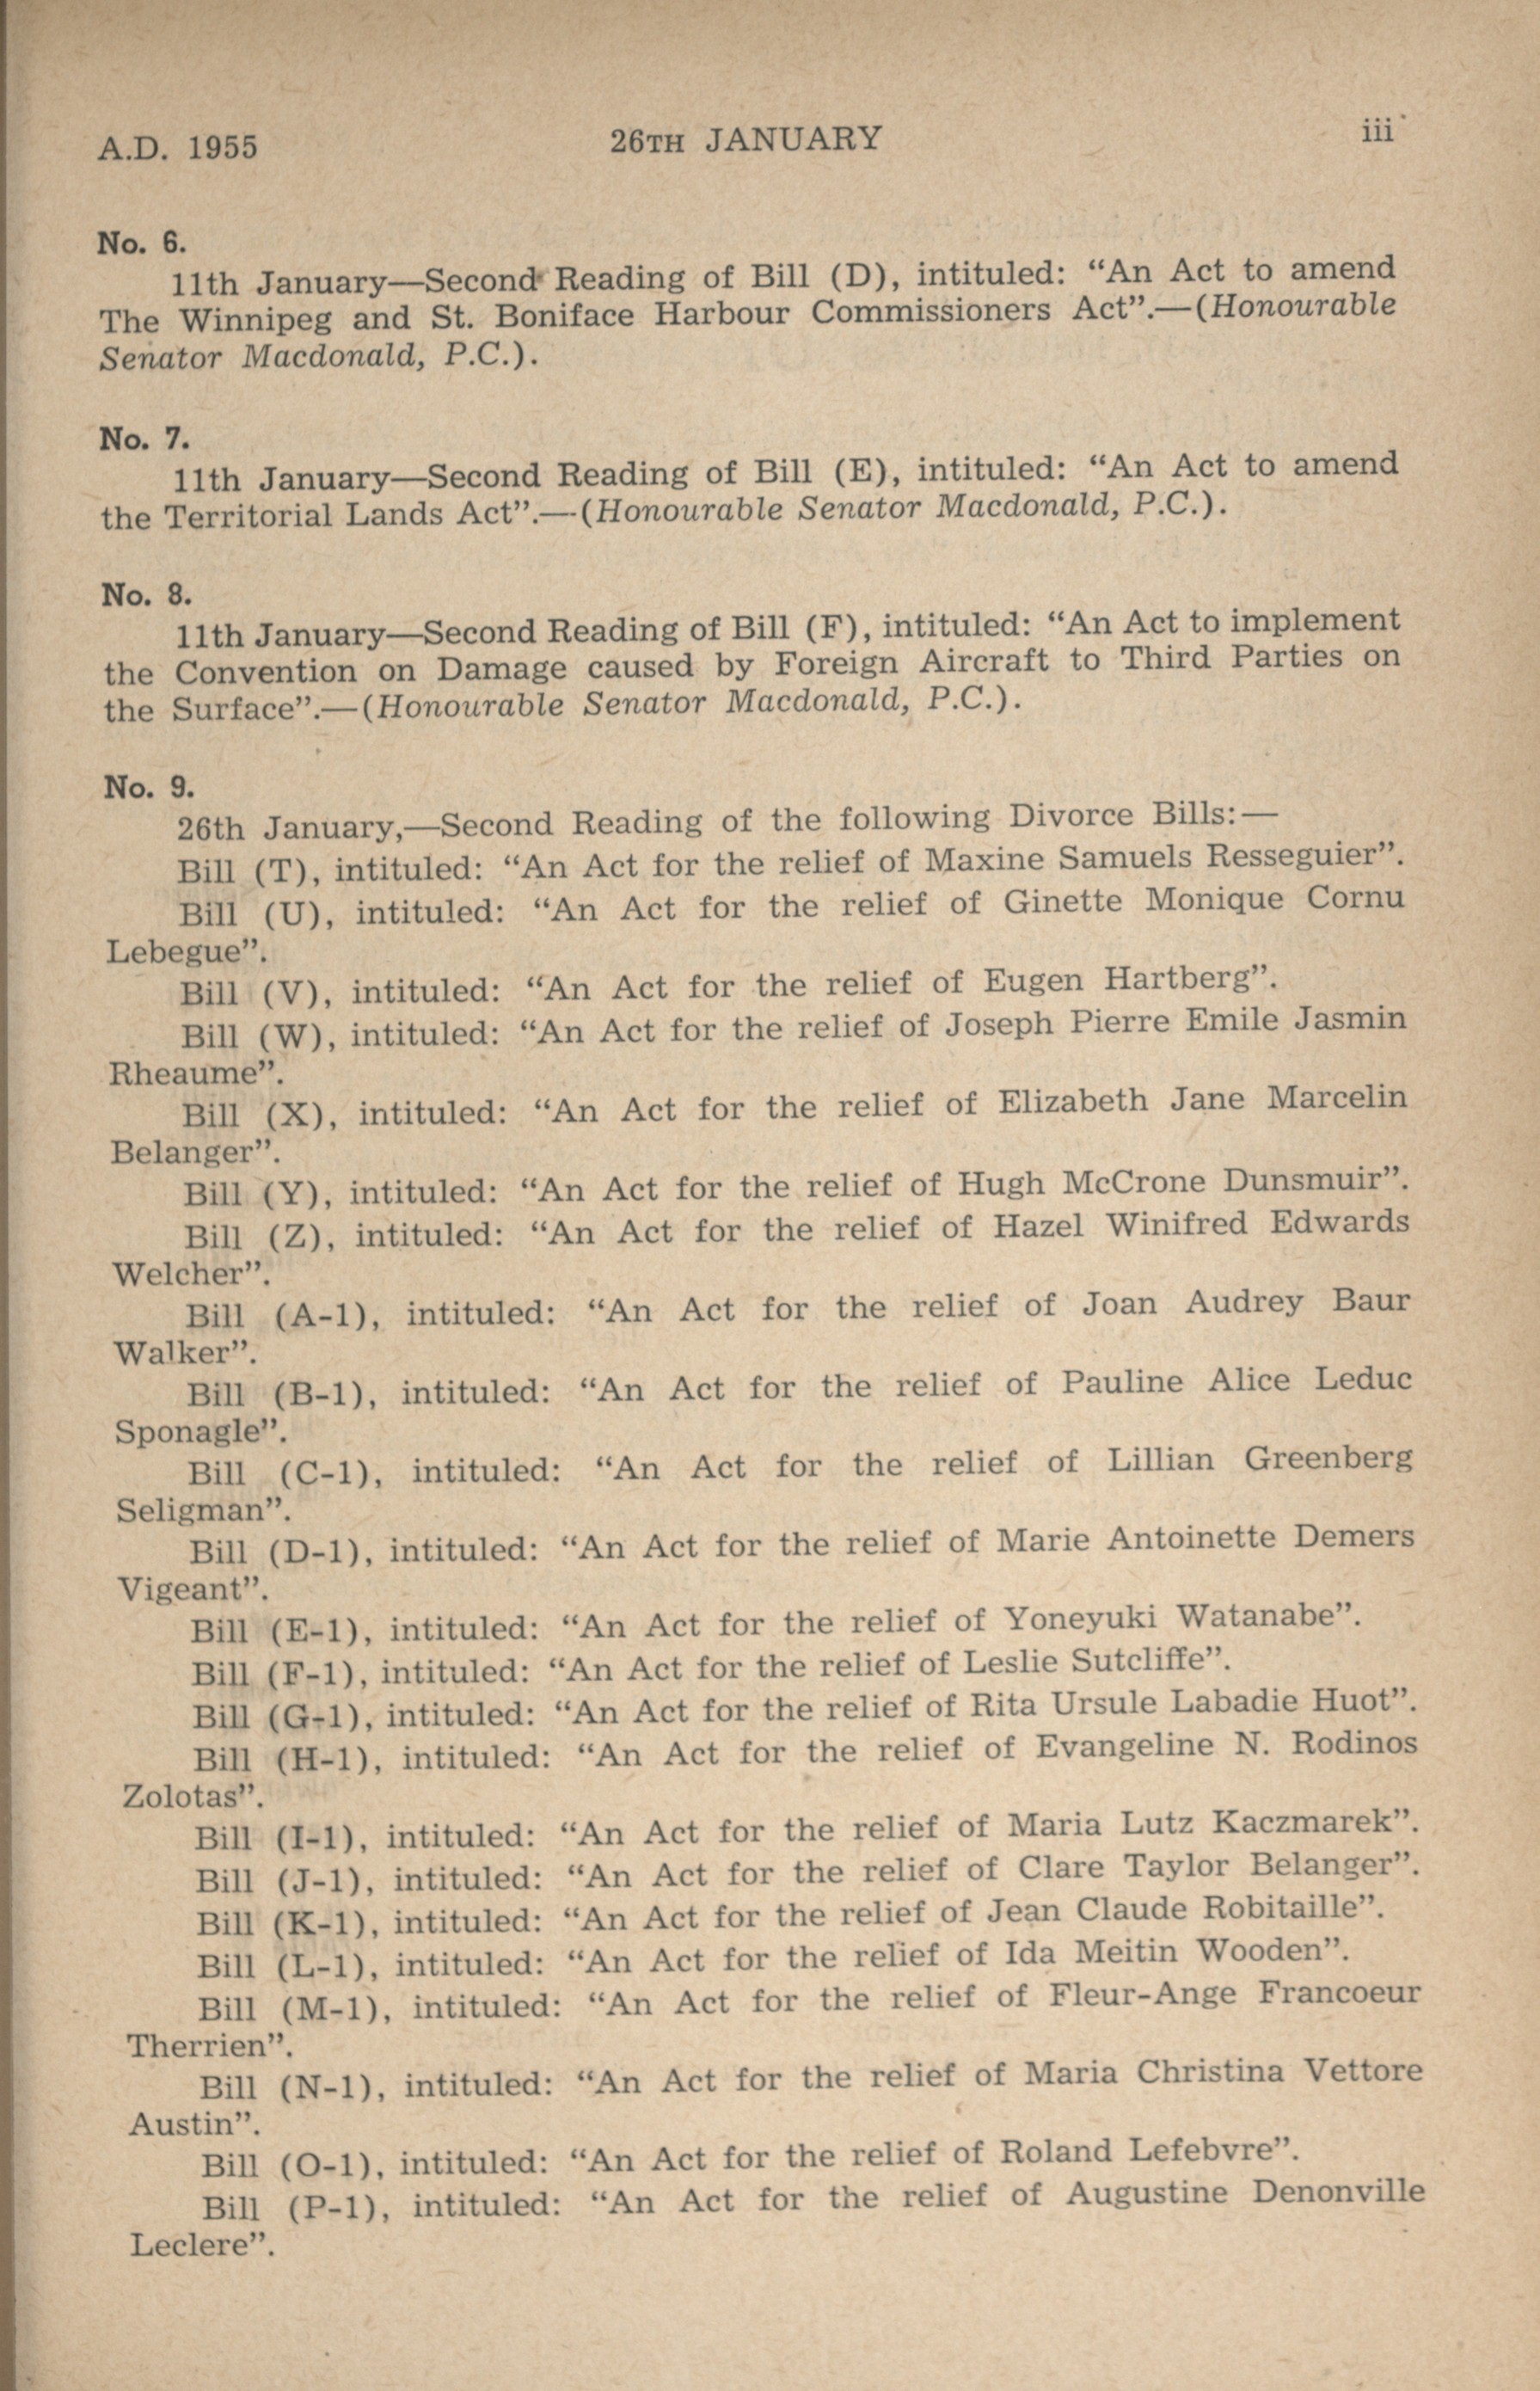 A.D. 1955 26TH JANUARY iii
No. 6.
11th January—Second Reading of Bill (D), intituled: “An Act to amend
The Winnipeg and St. Boniface Harbour Commissioners Act”.—(Honourable
Senator Macdonald, P.C.).
No. 7.
11th January—Second Reading of Bill (E), intituled: “An Act to amend
the Territorial Lands Act”.—(Honourable Senator Macdonald, P.C.).
No. 8.
11th January—Second Reading of Bill (F), intituled: “An Act to implement
the Convention on Damage caused by Foreign Aircraft to Third Parties on
the Surface”.—(Honourable Senator Macdonald, P.C.).
No. 9.
26th January,—Second Reading of the following Divorce Bills:—
Bill (T), intituled: “An Act for the relief of Maxine Samuels Resseguier”.
Bill (U), intituled: “An Act for the relief of Ginette Monique Cornu
Lebegue”.
Bill (V), intituled: “An Act for the relief of Eugen Hartberg”.
Bill (W), intituled: “An Act for the relief of Joseph Pierre Emile Jasmin
Rheaume”.
Bill (X), intituled: “An Act for the relief of Elizabeth Jane Marcelin
Belanger”.
Bill (Y), intituled: “An Act for the relief of Hugh McCrone Dunsmuir”.
Bill (Z), intituled: “An Act for the relief of Hazel Winifred Edwards
Welcher”.
Bill (A-1), intituled: “An Act for the relief of Joan Audrey Baur
Walker”.
Bill (B-1), intituled: “An Act for the relief of Pauline Alice Leduc
Sponagle”.
Bill (C-1), intituled: “An Act for the relief of Lillian Greenberg
Seligman”.
Bill (D-1), intituled: “An Act for the relief of Marie Antoinette Demers
Vigeant”.
Bill (E-1), intituled: “An Act for the relief of Yoneyuki Watanabe”.
Bill (F-1), intituled: “An Act for the relief of Leslie Sutcliffe”.
Bill (G-1), intituled: “An Act for the relief of Rita Ursule Labadie Huot”.
Bill (H-1), intituled: “An Act for the relief of Evangeline N. Rodinos
Zolotas”.
Bill (I-1), intituled: “An Act for the relief of Maria Lutz Kaczmarek”.
Bill (J-1), intituled: “An Act for the relief of Clare Taylor Belanger”.
Bill (K-1), intituled: “An Act for the relief of Jean Claude Robitaille”.
Bill (L-1), intituled: “An Act for the relief of Ida Meitin Wooden”.
Bill (M-1), intituled: “An Act for the relief of Fleur-Ange Francoeur
Therrien”.
Bill (N-1), intituled: “An Act for the relief of Maria Christina Vettore
Austin”.
Bill (O-1), intituled: “An Act for the relief of Roland Lefebvre”.
Bill (P-1), intituled: “An Act for the relief of Augustine Denonville
Leclere”.